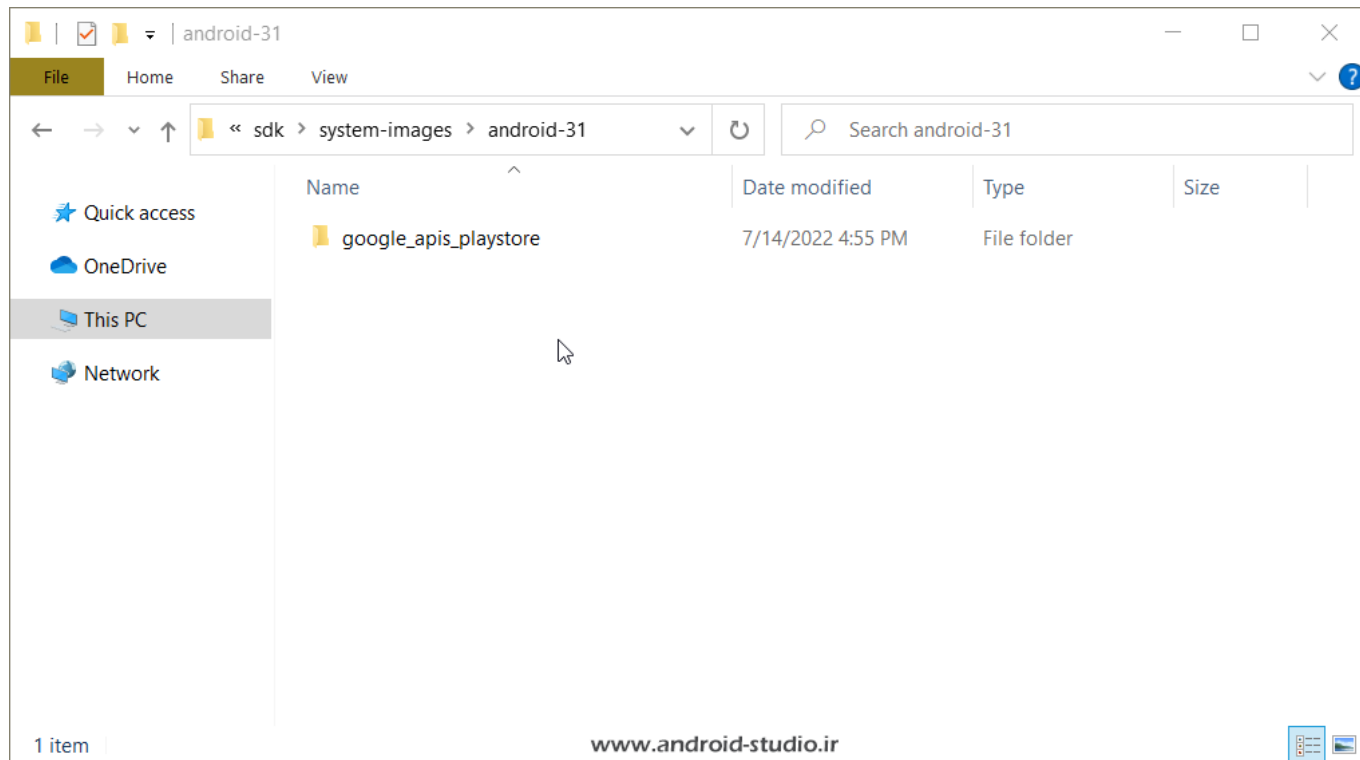 android-31
File Home Share View
?
« sdk > system-images > android-31 Search android-31
Name Date modified Type Size
Quick access
google_apis_playstore 7/14/2022 4:55 PM File folder
OneDrive
This PC
Network
1 item www.android-studio.ir